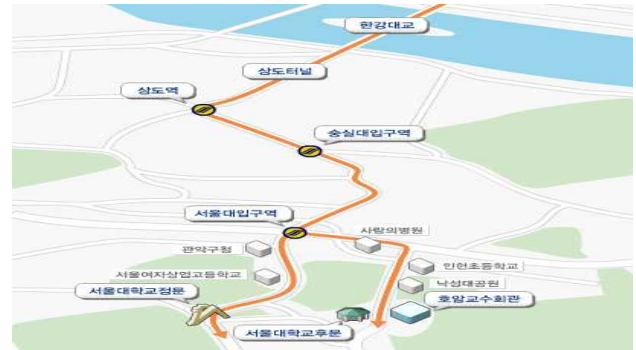 한강대교
상도터널
상도역
숭실대입구역
서울대입구역
사랑의병원
관악구청
인헌초등학교
서울여자상업고등학교
낙성대공원
서울대학교정문
호암교수회관
서울대학교후문